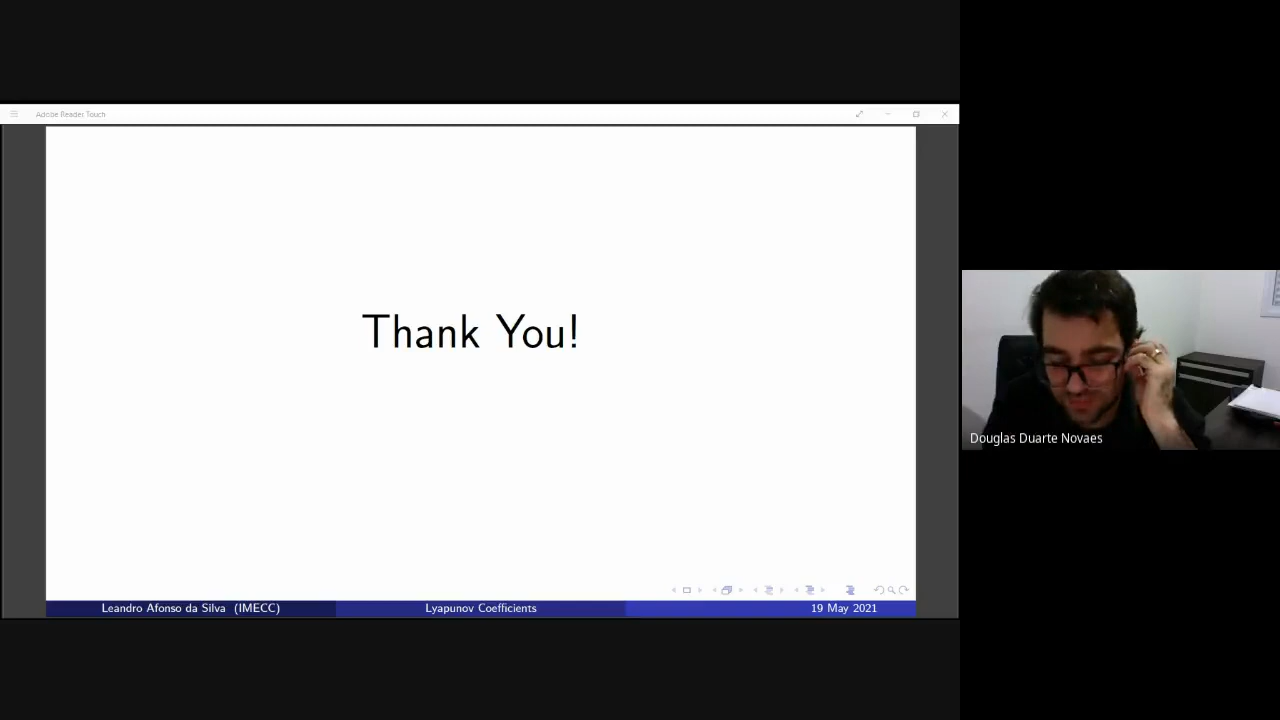 Adobe Reader Touch
Thank You!
Leandro Afonso da Silva (IMECC)
Lyapunov Coefficients
19 May 2021
Douglas Duarte Novaes